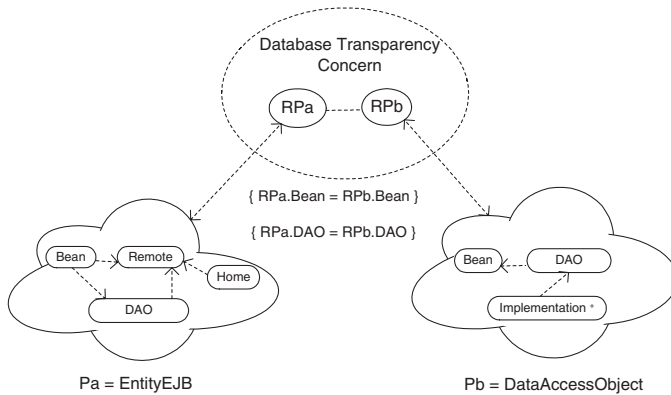 Database Transparency
Concern
RPa
RPb
{ RPa.Bean = RPb.Bean }
{ RPa.DAO = RPb.DAO }
Bean
Remote
Home
DAO
Bean
DAO
Implementation *
Pa = EntityEJB
Pb = DataAccessObject